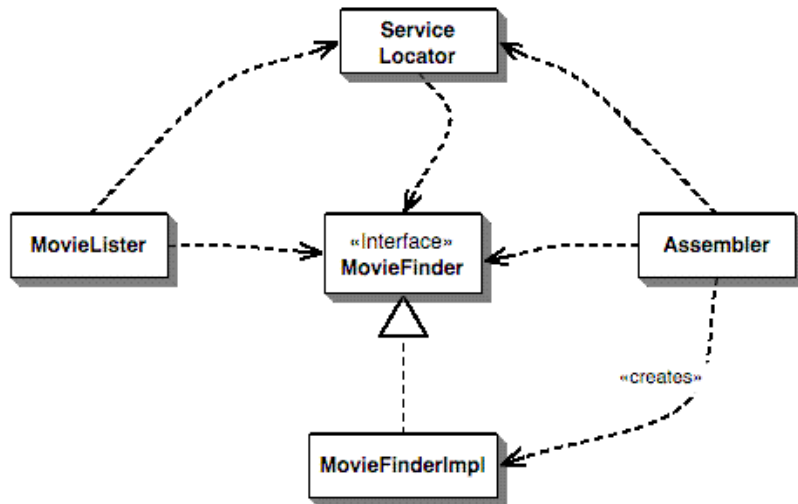 Service
Locator
MovieLister
«Interface»
MovieFinder
Assembler
«creates»
MovieFinderImpl